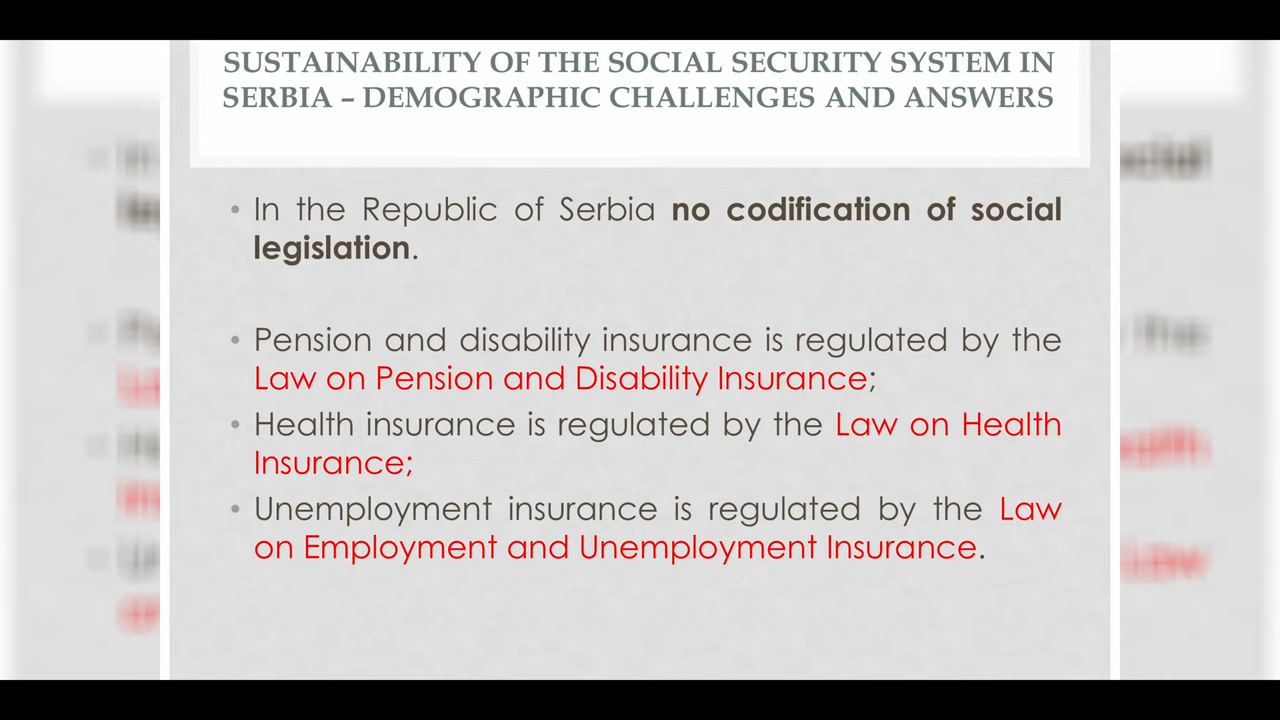 SUSTAINABILITY OF THE SOCIAL SECURITY SYSTEM IN
SERBIA – DEMOGRAPHIC CHALLENGES AND ANSWERS
• In the Republic of Serbia no codification of social
legislation.
• Pension and disability insurance is regulated by the
Law on Pension and Disability Insurance;
• Health insurance is regulated by the Law on Health
Insurance;
• Unemployment insurance is regulated by the Law
on Employment and Unemployment Insurance.